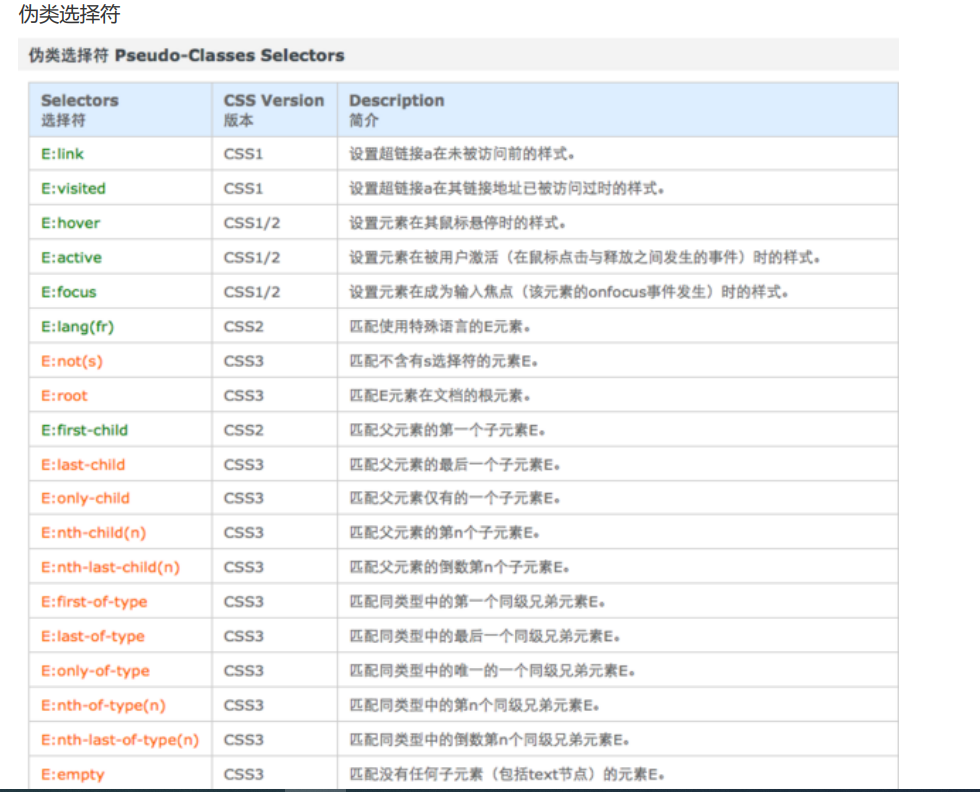 伪类选择符
伪类选择符 Pseudo-Classes Selectors
Selectors CSS Version Description
选择符 版本 简介
E:link CSS1 设置超链接a在未被访问前的样式。
E:visited CSS1 设置超链接a在其链接地址已被访问过时的样式。
E:hover CSS1/2 设置元素在其鼠标悬停时的样式。
E:active CSS1/2 设置元素在被用户激活（在鼠标点击与释放之间发生的事件）时的样式。
E:focus CSS1/2 设置元素在成为输入焦点（该元素的onfocus事件发生）时的样式。
E:lang(fr) CSS2 匹配使用特殊语言的E元素。
E:not(s) CSS3 匹配不含有s选择符的元素E。
E:root CSS3 匹配E元素在文档的根元素。
E:first-child CSS2 匹配父元素的第一个子元素E。
E:last-child CSS3 匹配父元素的最后一个子元素E。
E:only-child CSS3 匹配父元素仅有的一个子元素E。
E:nth-child(n) CSS3 匹配父元素的第n个子元素E。
E:nth-last-child(n) CSS3 匹配父元素的倒数第n个子元素E。
E:first-of-type CSS3 匹配同类型中的第一个同级兄弟元素E。
E:last-of-type CSS3 匹配同类型中的最后一个同级兄弟元素E。
E:only-of-type CSS3 匹配同类型中的唯一的一个同级兄弟元素E。
E:nth-of-type(n) CSS3 匹配同类型中的第n个同级兄弟元素E。
E:nth-last-of-type(n) CSS3 匹配同类型中的倒数第n个同级兄弟元素E。
E:empty CSS3 匹配没有任何子元素（包括text节点）的元素E。